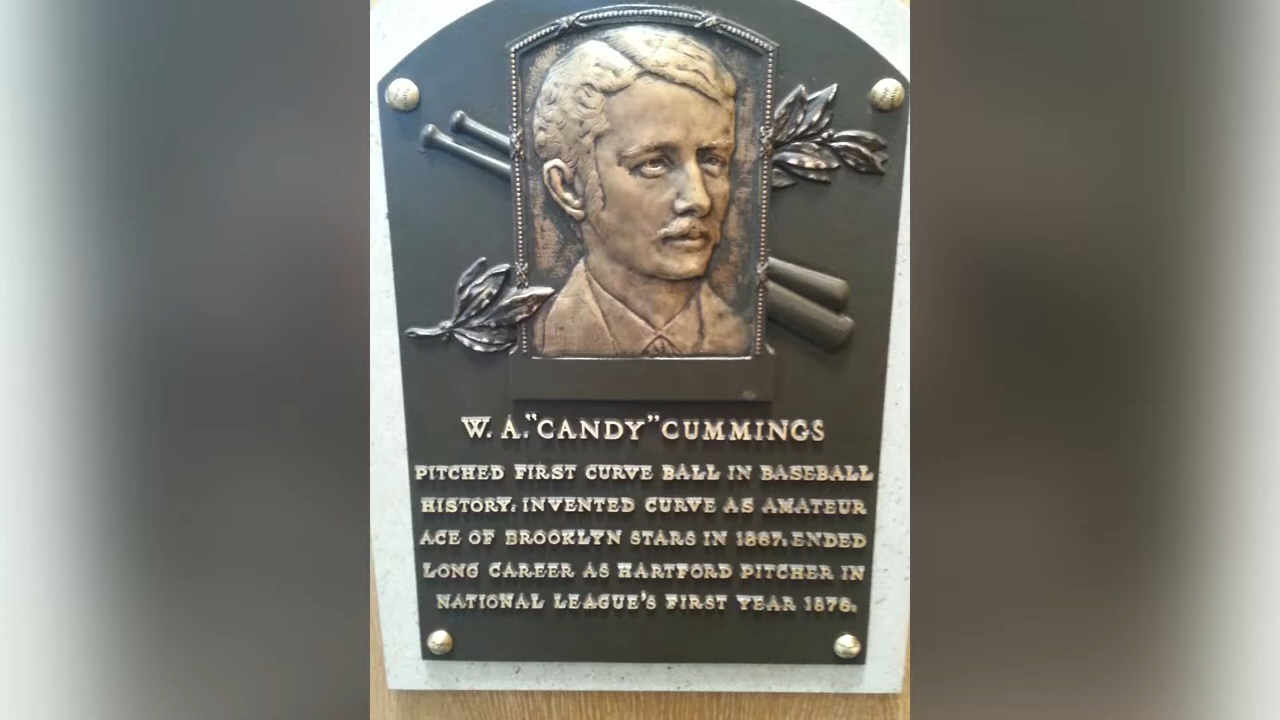 W. A. "CANDY" CUMMINGS
PITCHED FIRST CURVE BALL IN BASEBALL
HISTORY. INVENTED CURVE AS AMATEUR
ACE OF BROOKLYN STARS IN 1867. ENDED
LONG CAREER AS HARTFORD PITCHER IN
NATIONAL LEAGUE'S FIRST YEAR 1876.